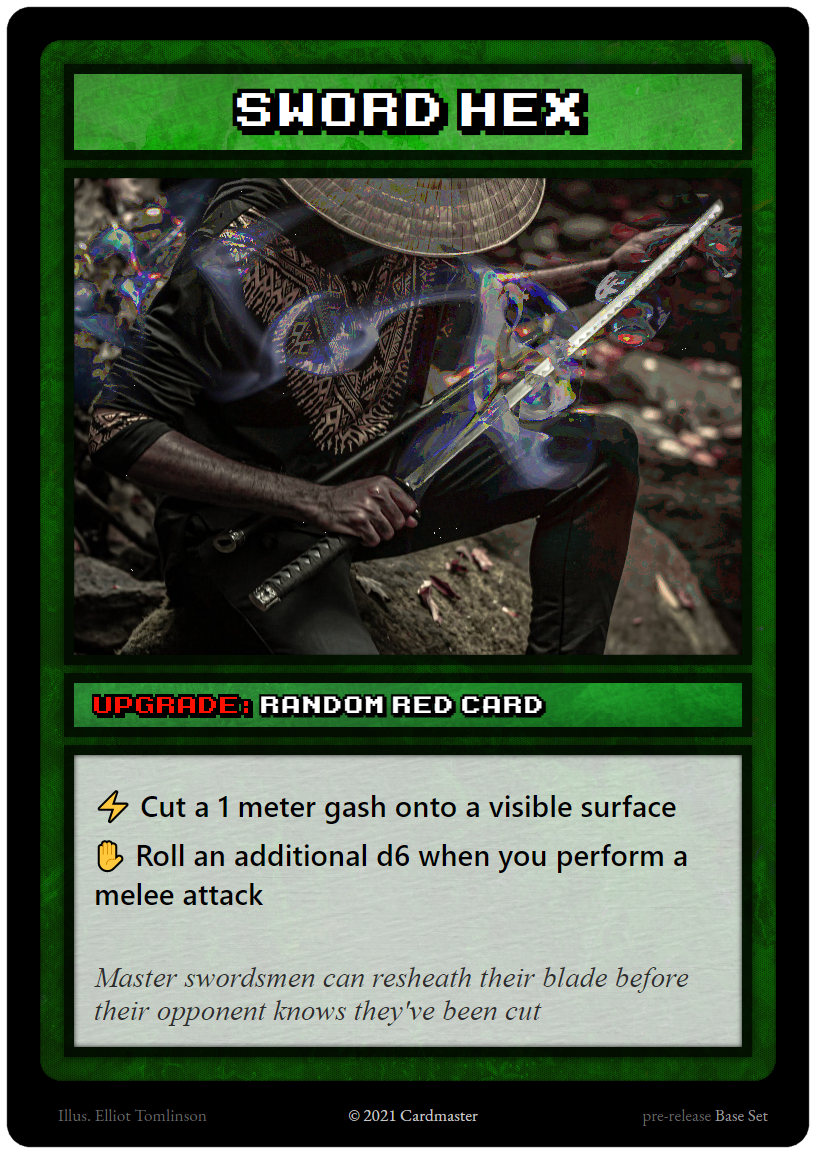 SWORD HEX
UPGRADE: RANDOM RED CARD
⚡ Cut a 1 meter gash onto a visible surface
✋ Roll an additional d6 when you perform a
melee attack
Master swordsmen can resheath their blade before
their opponent knows they've been cut
Illus. Elliot Tomlinson © 2021 Cardmaster pre-release Base Set